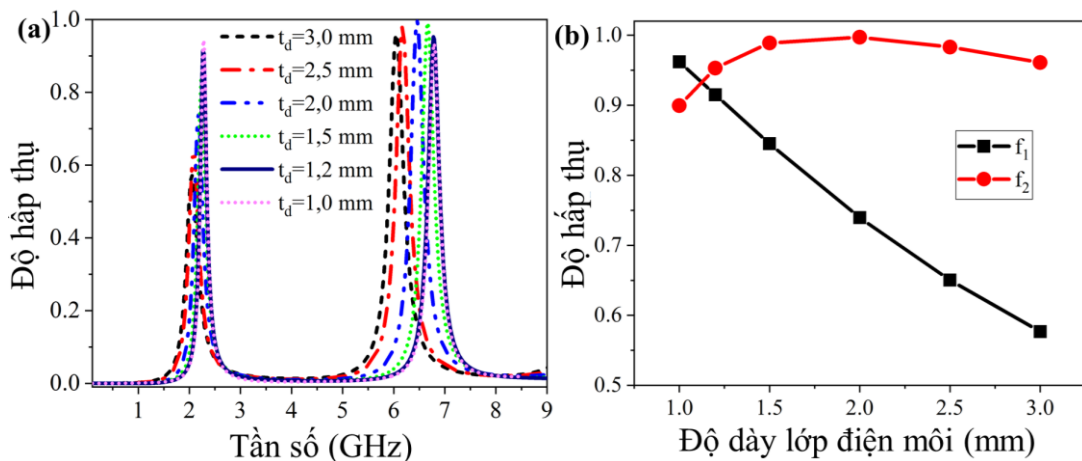 (a)
1.0
0.8
0.6
0.4
0.2
0.0
Độ hấp thụ
t_d=3,0 mm
t_d=2,5 mm
t_d=2,0 mm
t_d=1,5 mm
t_d=1,2 mm
t_d=1,0 mm
1 2 3 4 5 6 7 8 9
Tần số (GHz)
(b)
1.0
0.9
0.8
0.7
0.6
0.5
Độ hấp thụ
f_1
f_2
1.0 1.5 2.0 2.5 3.0
Độ dày lớp điện môi (mm)